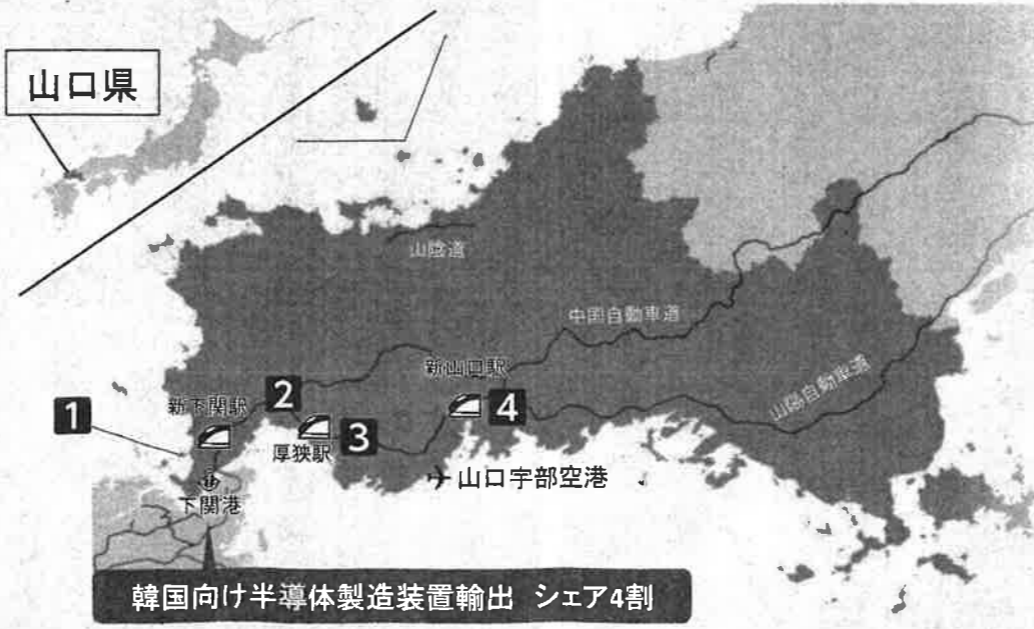 山口県
山陰道
中国自動車道
新山口駅
山陽自動車道
1
新下関駅
2
4
厚狭駅
3
山口宇部空港
下関港
韓国向け半導体製造装置輸出 シェア4割